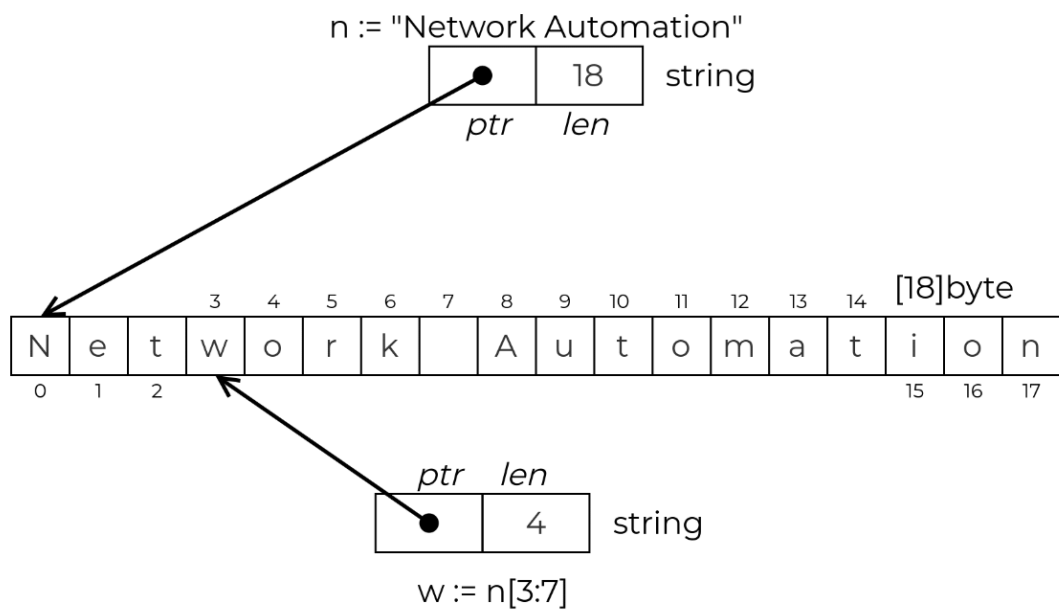 n := "Network Automation"
18 string
ptr len
[18]byte
3 4 5 6 7 8 9 10 11 12 13 14
N e t w o r k A u t o m a t i o n
0 1 2 15 16 17
ptr len
4 string
w := n[3:7]